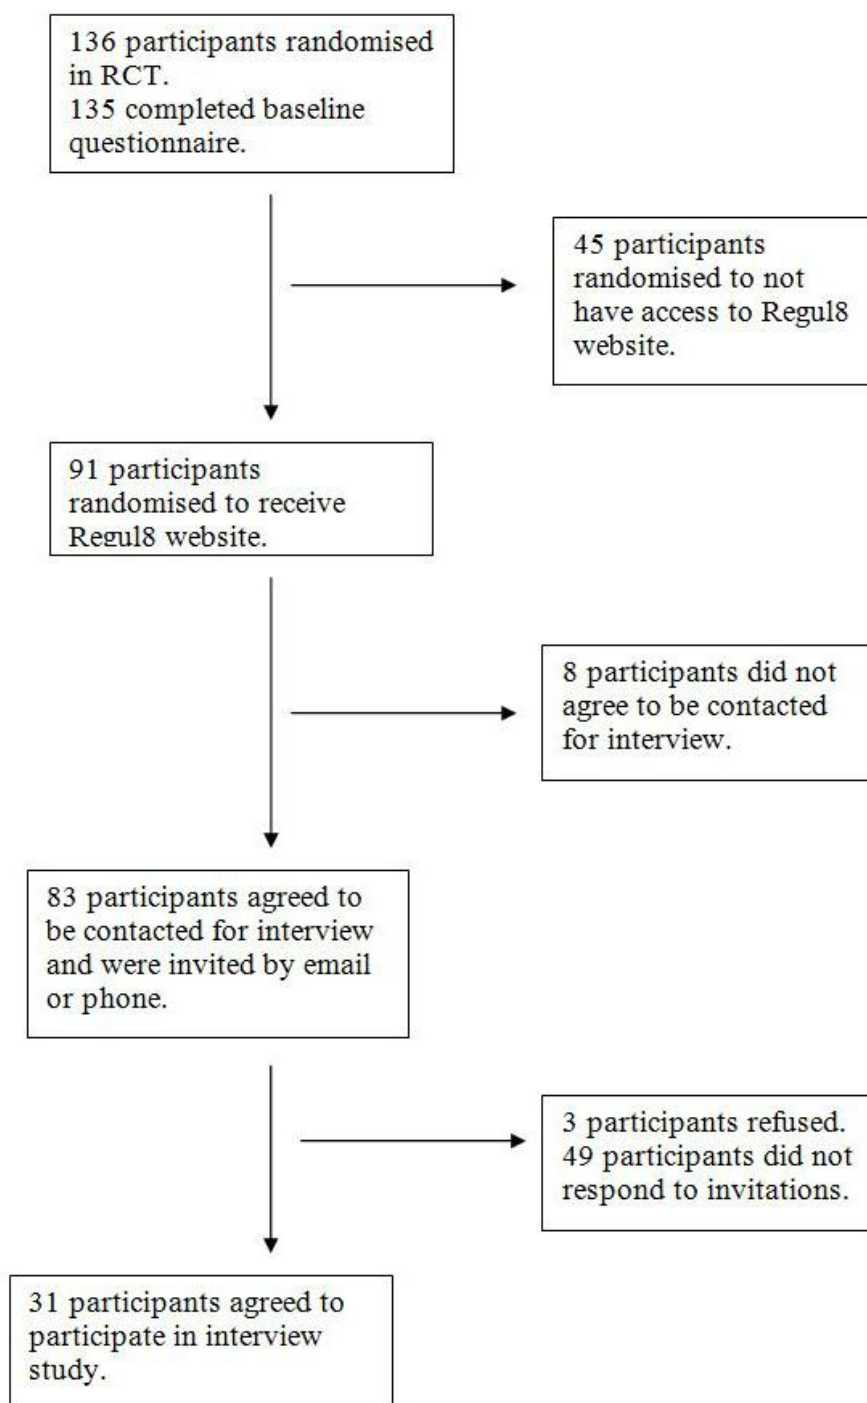 136 participants randomised
in RCT.
135 completed baseline
questionnaire.
45 participants
randomised to not
have access to Regul8
website.
91 participants
randomised to receive
Regul8 website.
8 participants did not
agree to be contacted
for interview.
83 participants agreed to
be contacted for interview
and were invited by email
or phone.
3 participants refused.
49 participants did not
respond to invitations.
31 participants agreed to
participate in interview
study.